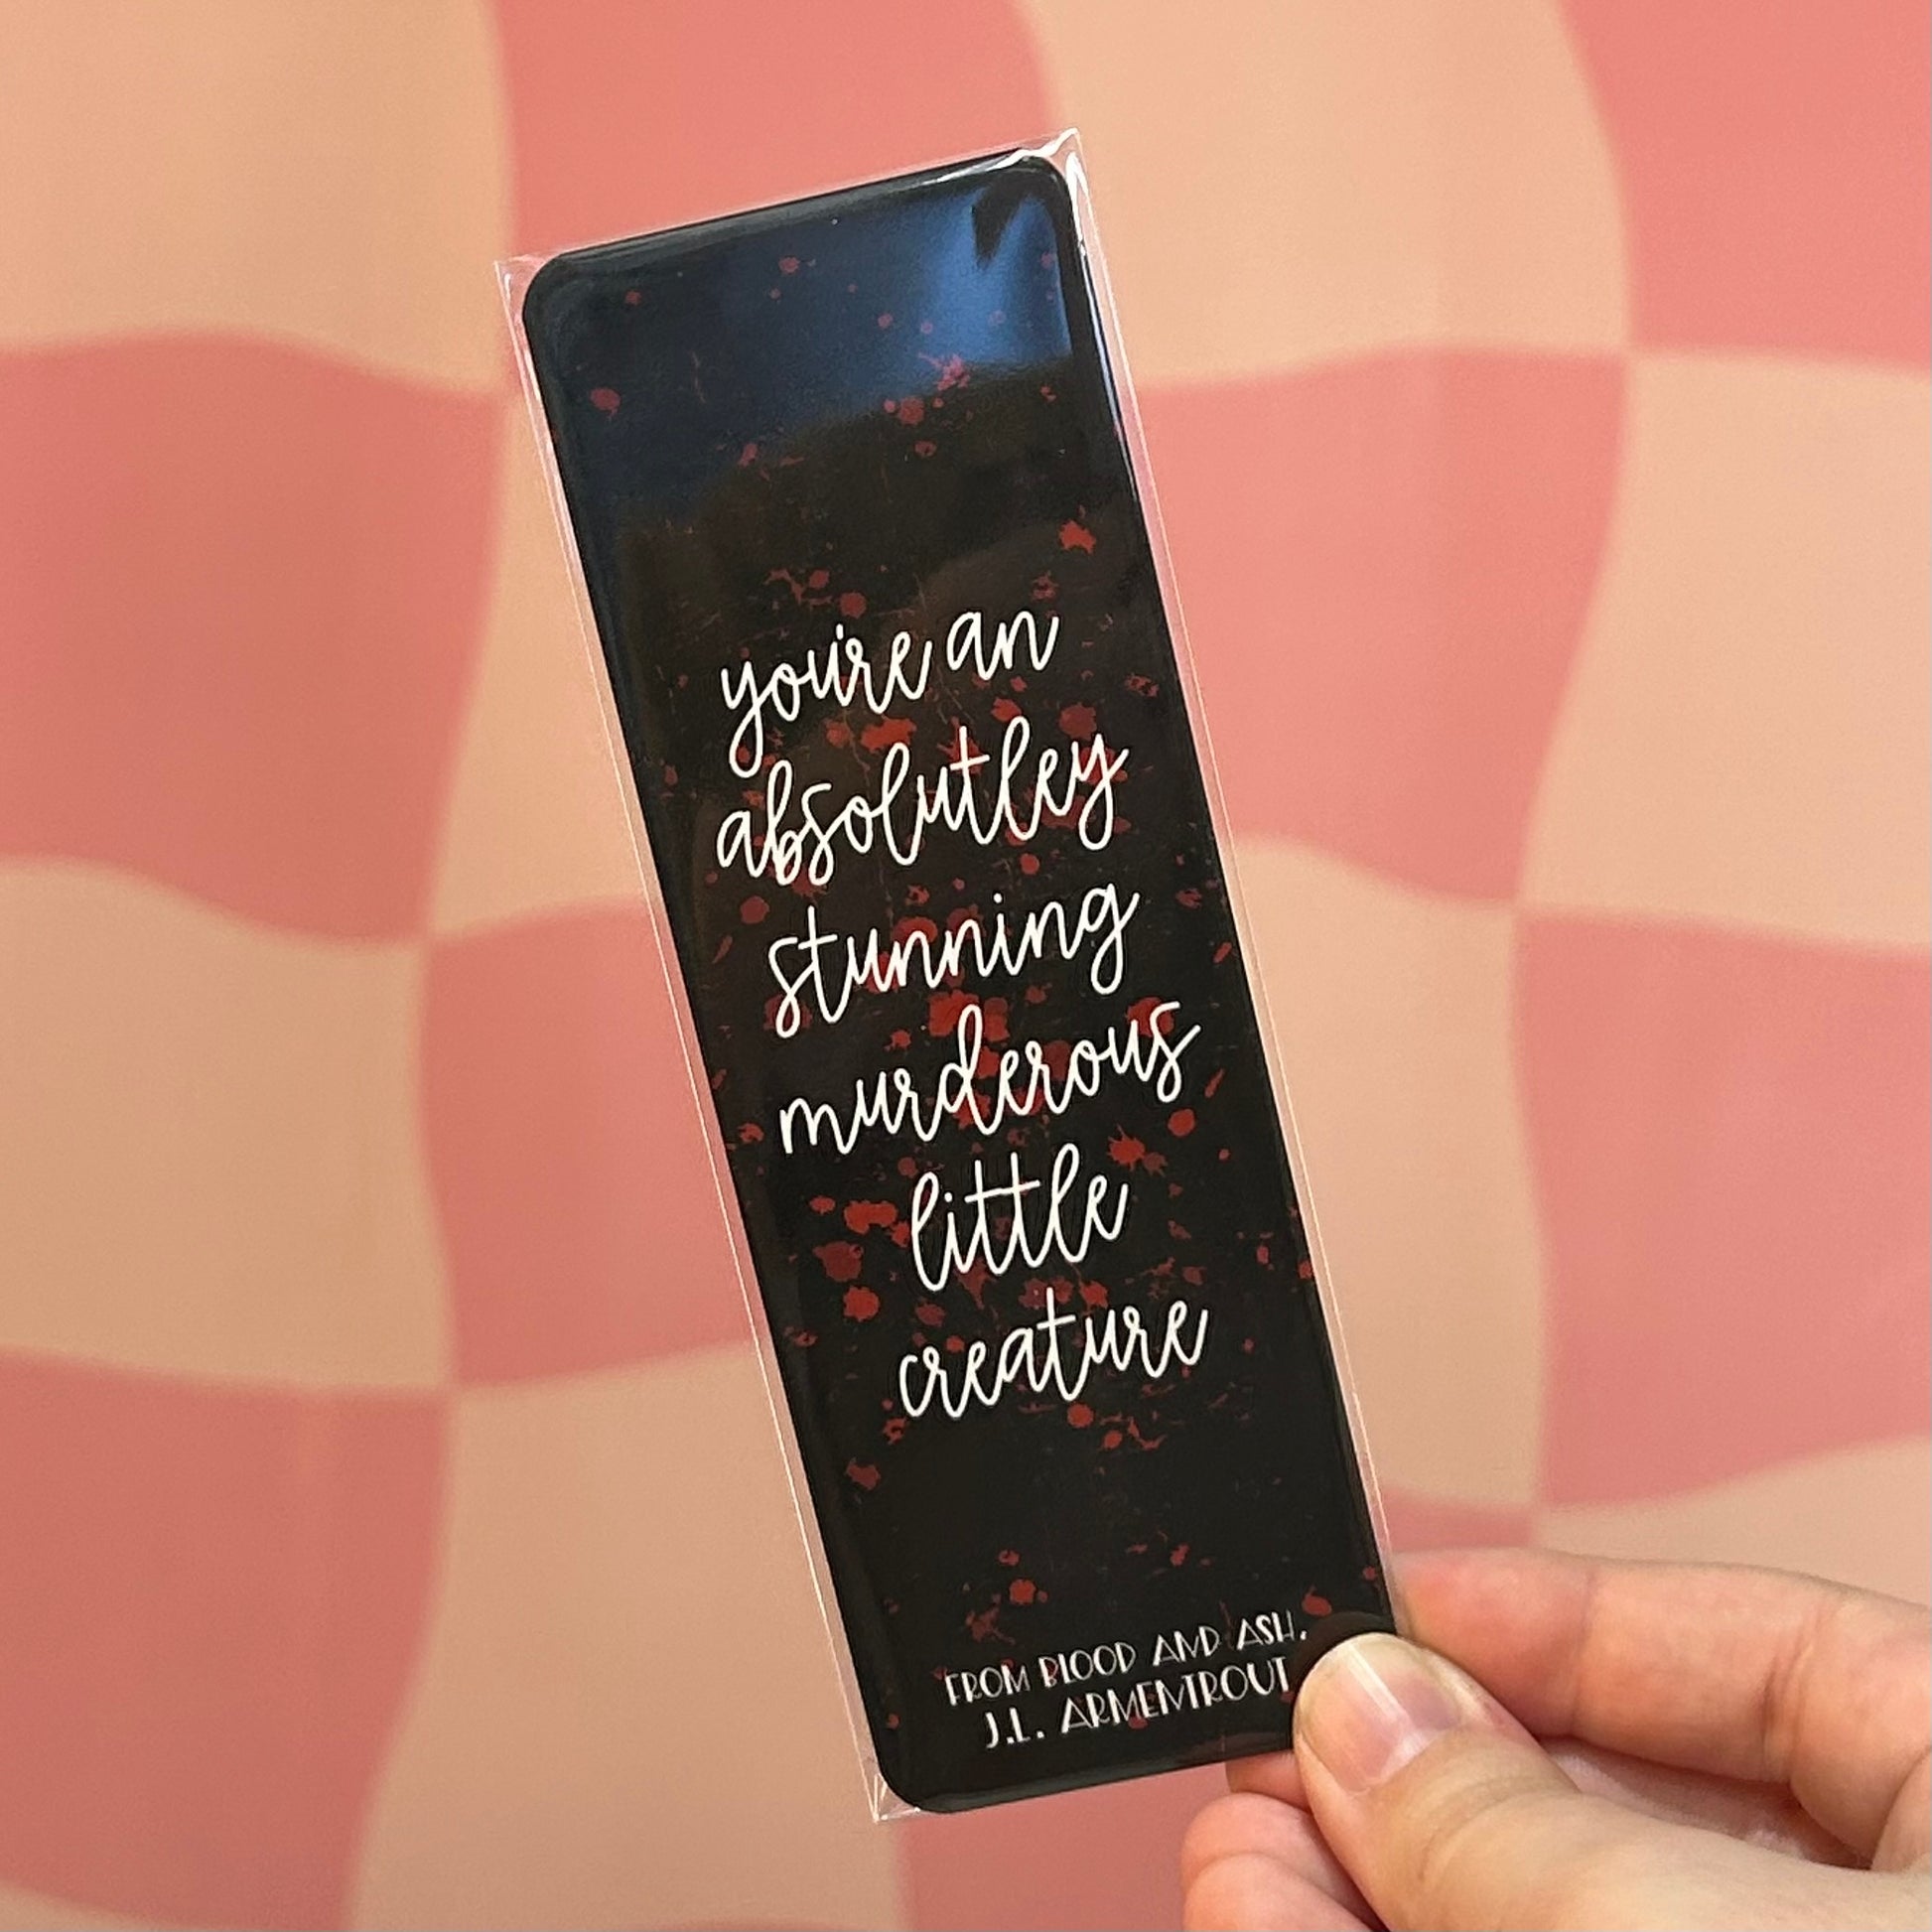 you're an
absolutley
stunning
murderous
little
creature
FROM BLOOD AND ASH,
J.L. ARMENTROUT